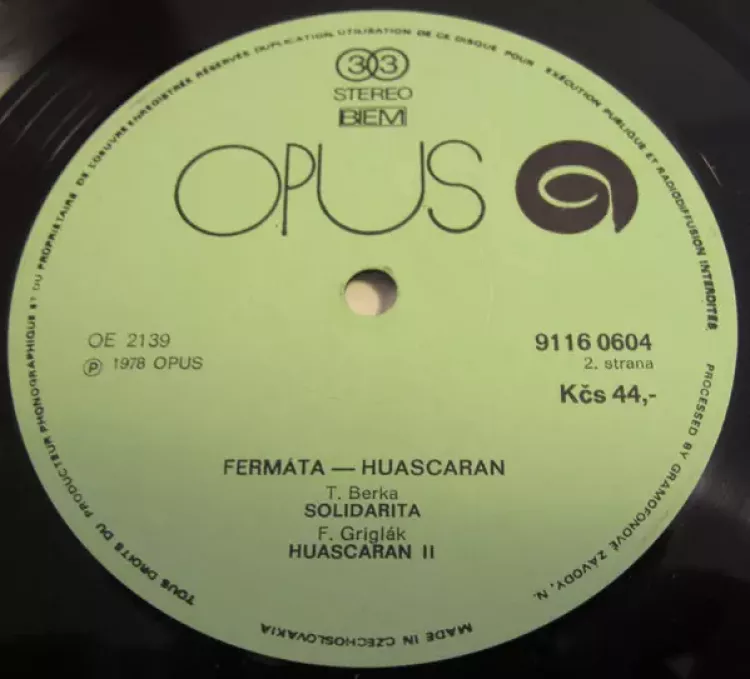 33
STEREO
BIEM
OPUS
OE 2139
Ⓟ 1978 OPUS
9116 0604
2. strana
Kčs 44,-
FERMÁTA — HUASCARAN
T. Berka
SOLIDARITA
F. Griglák
HUASCARAN II
TOUS DROITS DU PRODUCTEUR PHONOGRAPHIQUE ET DU PROPRIETAIRE DE L'OEUVRE ENREGISTRÉE RÉSERVÉS DUPLICATION, UTILISATION DE CE DISQUE POUR EXÉCUTION PUBLIQUE ET RADIODIFFUSION INTERDITES.
PROCESSED BY GRAMOFONOVÉ ZÁVODY, N.
MADE IN CZECHOSLOVAKIA